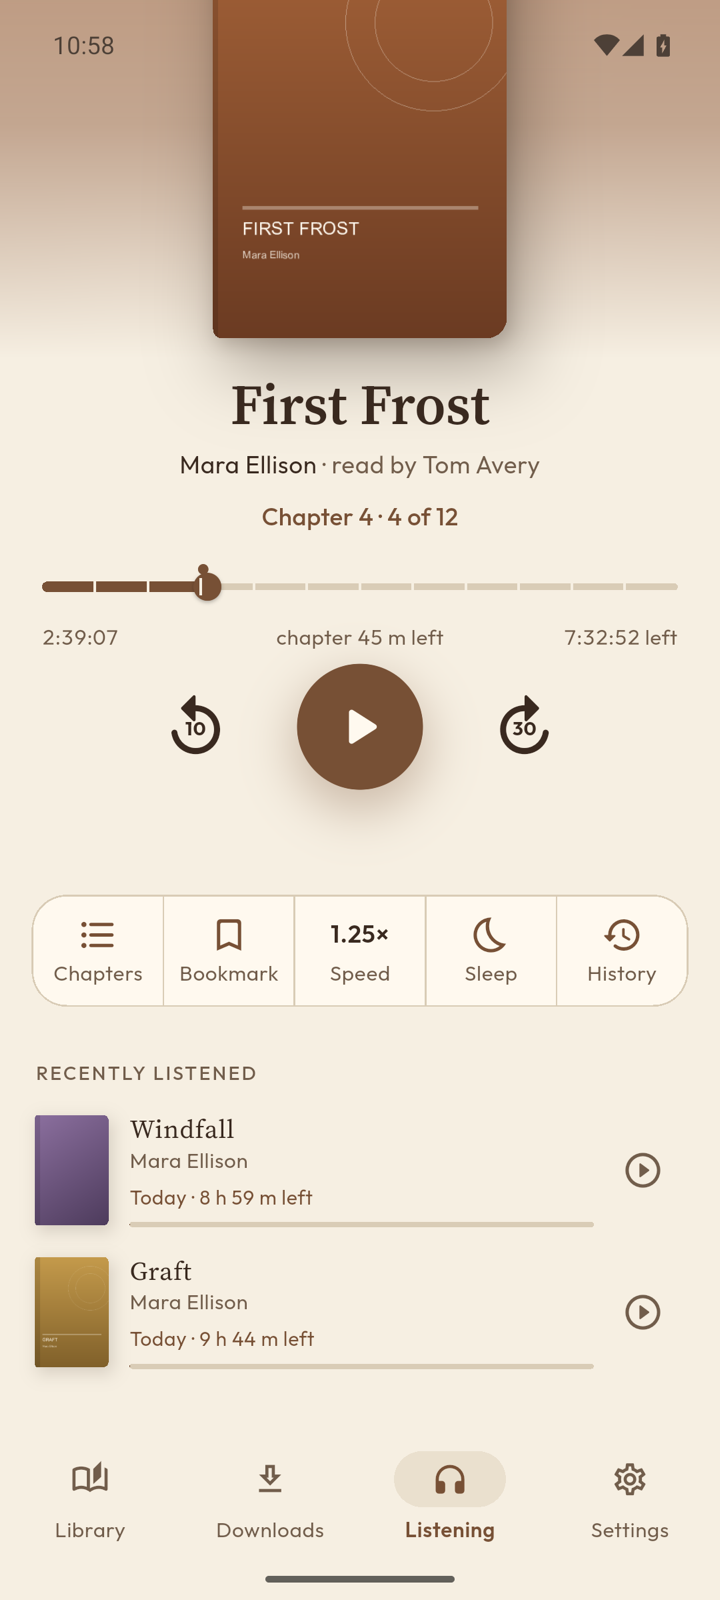 10:58
FIRST FROST
Mara Ellison
First Frost
Mara Ellison · read by Tom Avery
Chapter 4 · 4 of 12
2:39:07
chapter 45 m left
7:32:52 left
10
30
Chapters
Bookmark
1.25×
Speed
Sleep
History
RECENTLY LISTENED
Windfall
Mara Ellison
Today · 8 h 59 m left
GRAFT
Mara Ellison
Graft
Mara Ellison
Today · 9 h 44 m left
Library
Downloads
Listening
Settings